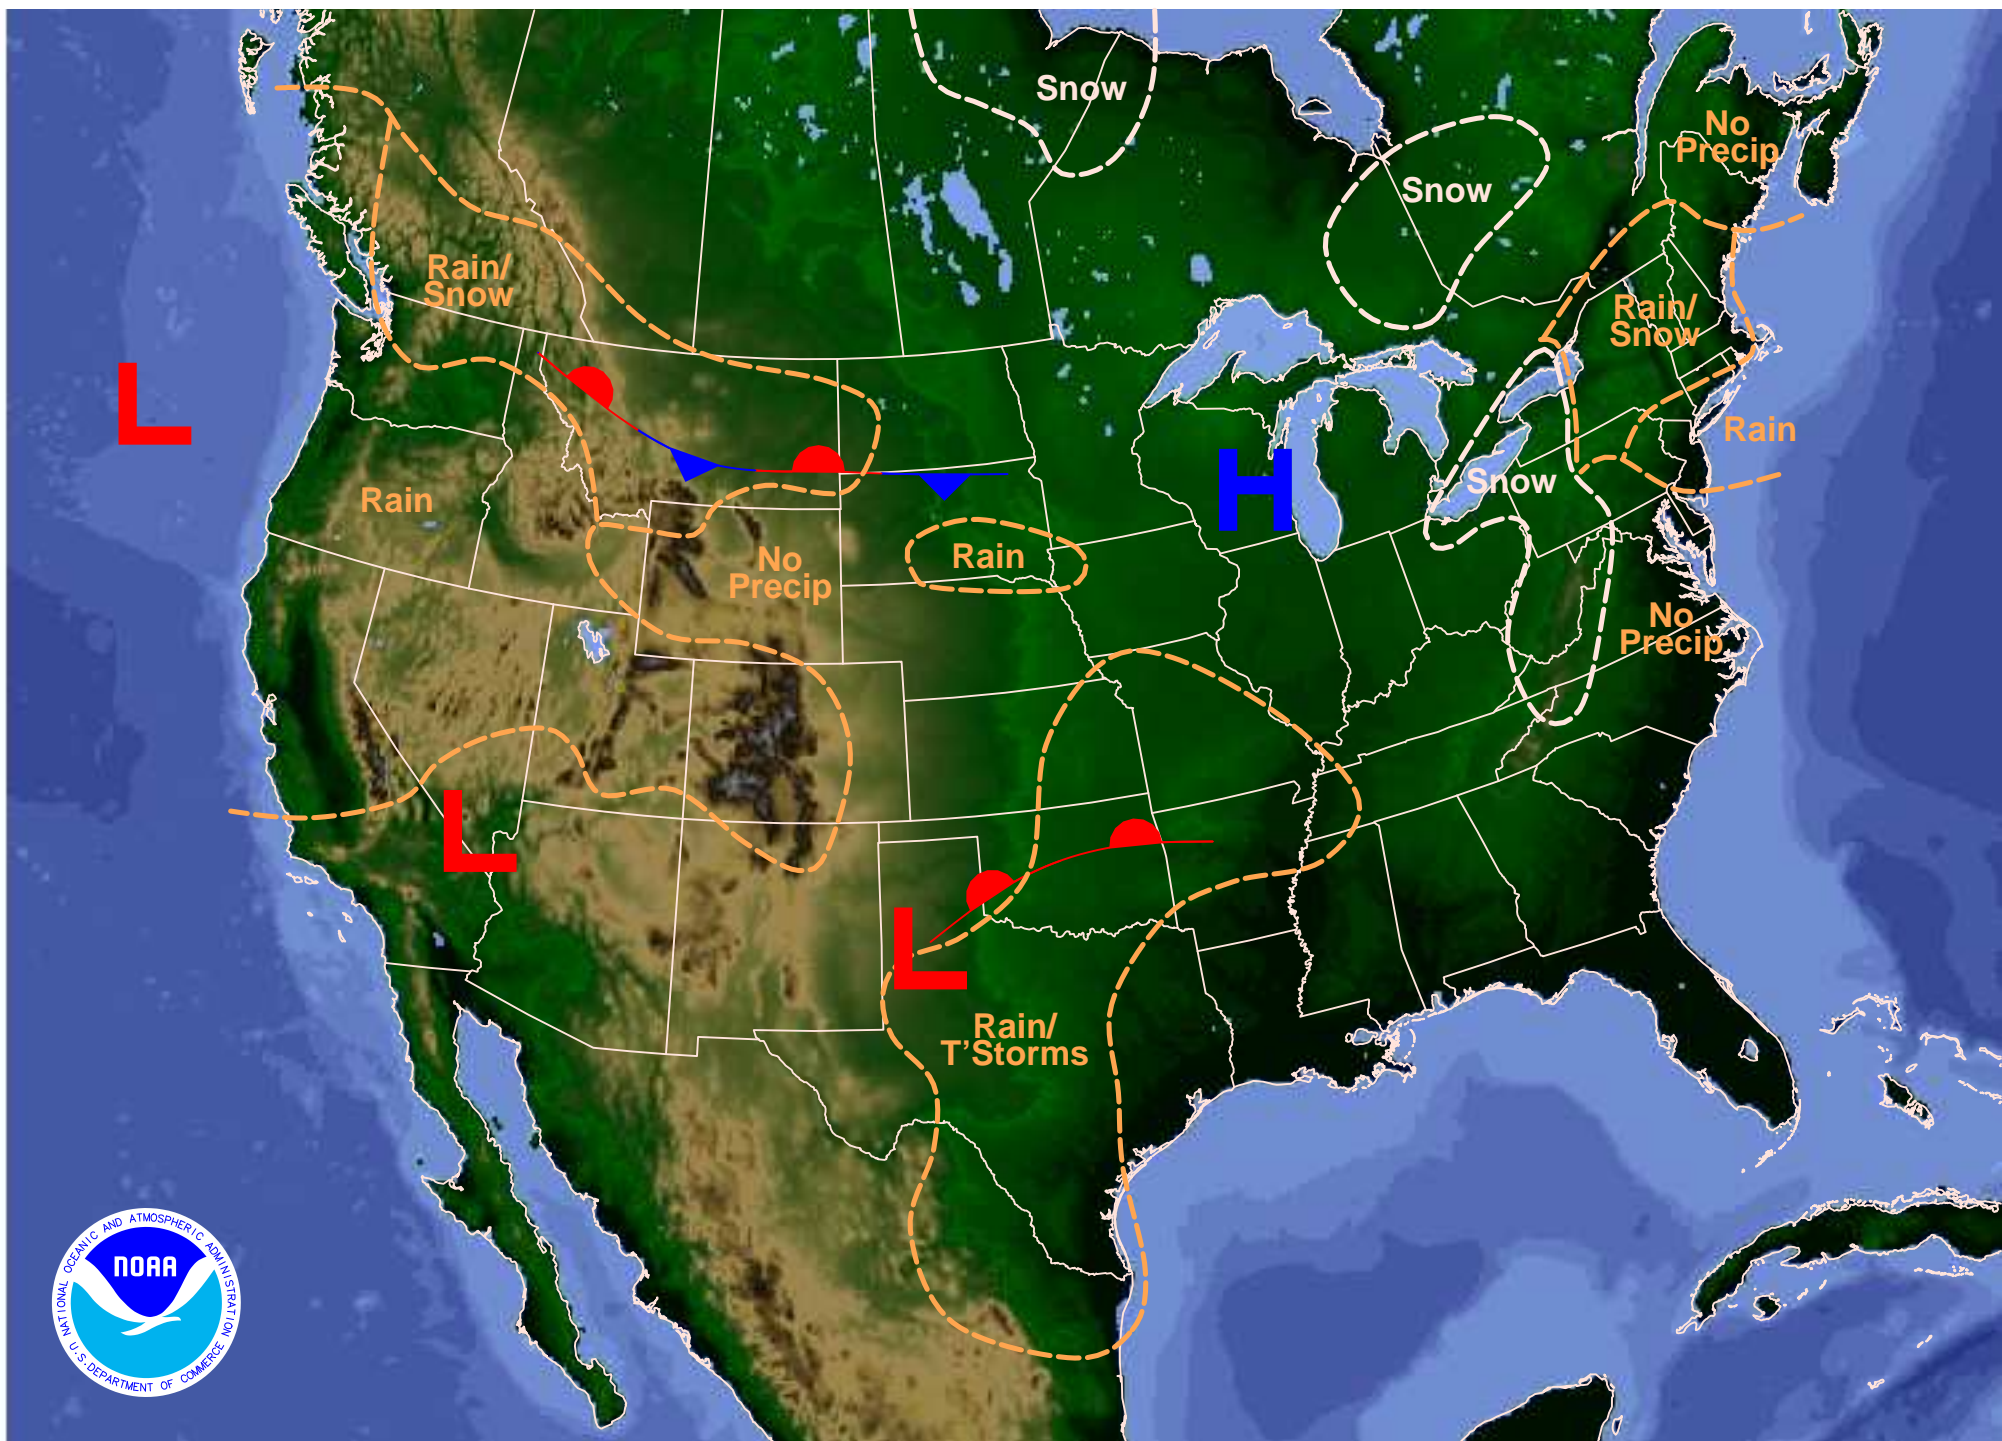 Snow
No
Precip
Snow
Rain/
Snow
Rain/
Snow
L
Rain
H
Snow
Rain
No
Precip
Rain
No
Precip
L
L
Rain/
T'Storms
NATIONAL OCEANIC AND ATMOSPHERIC ADMINISTRATION
NOAA
U.S. DEPARTMENT OF COMMERCE